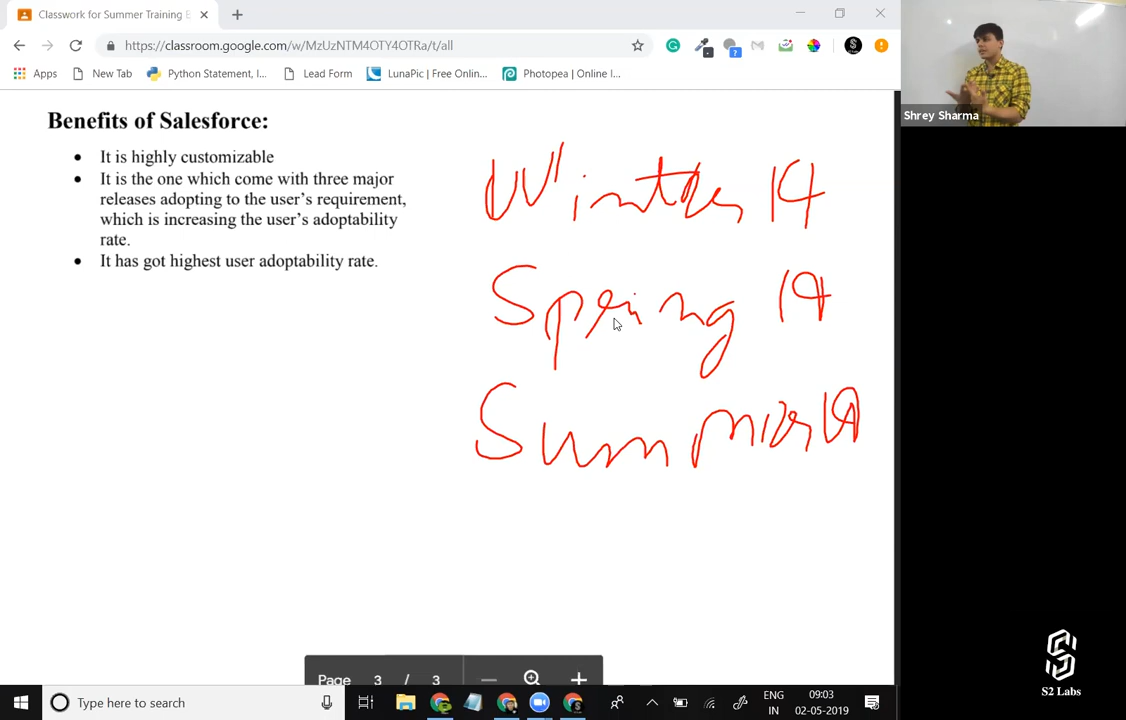 Classwork for Summer Training E
https://classroom.google.com/w/MzUzNTM4OTY4OTRa/t/all
Apps New Tab Python Statement, I... Lead Form LunaPic | Free Onlin... Photopea | Online I...
Shrey Sharma
Benefits of Salesforce:
It is highly customizable
It is the one which come with three major
releases adopting to the user's requirement,
which is increasing the user's adoptability
rate.
It has got highest user adoptability rate.
Winter 19
Spring 19
Summer 19
Page 3 / 3
S2 Labs
Type here to search
ENG
IN
09:03
02-05-2019